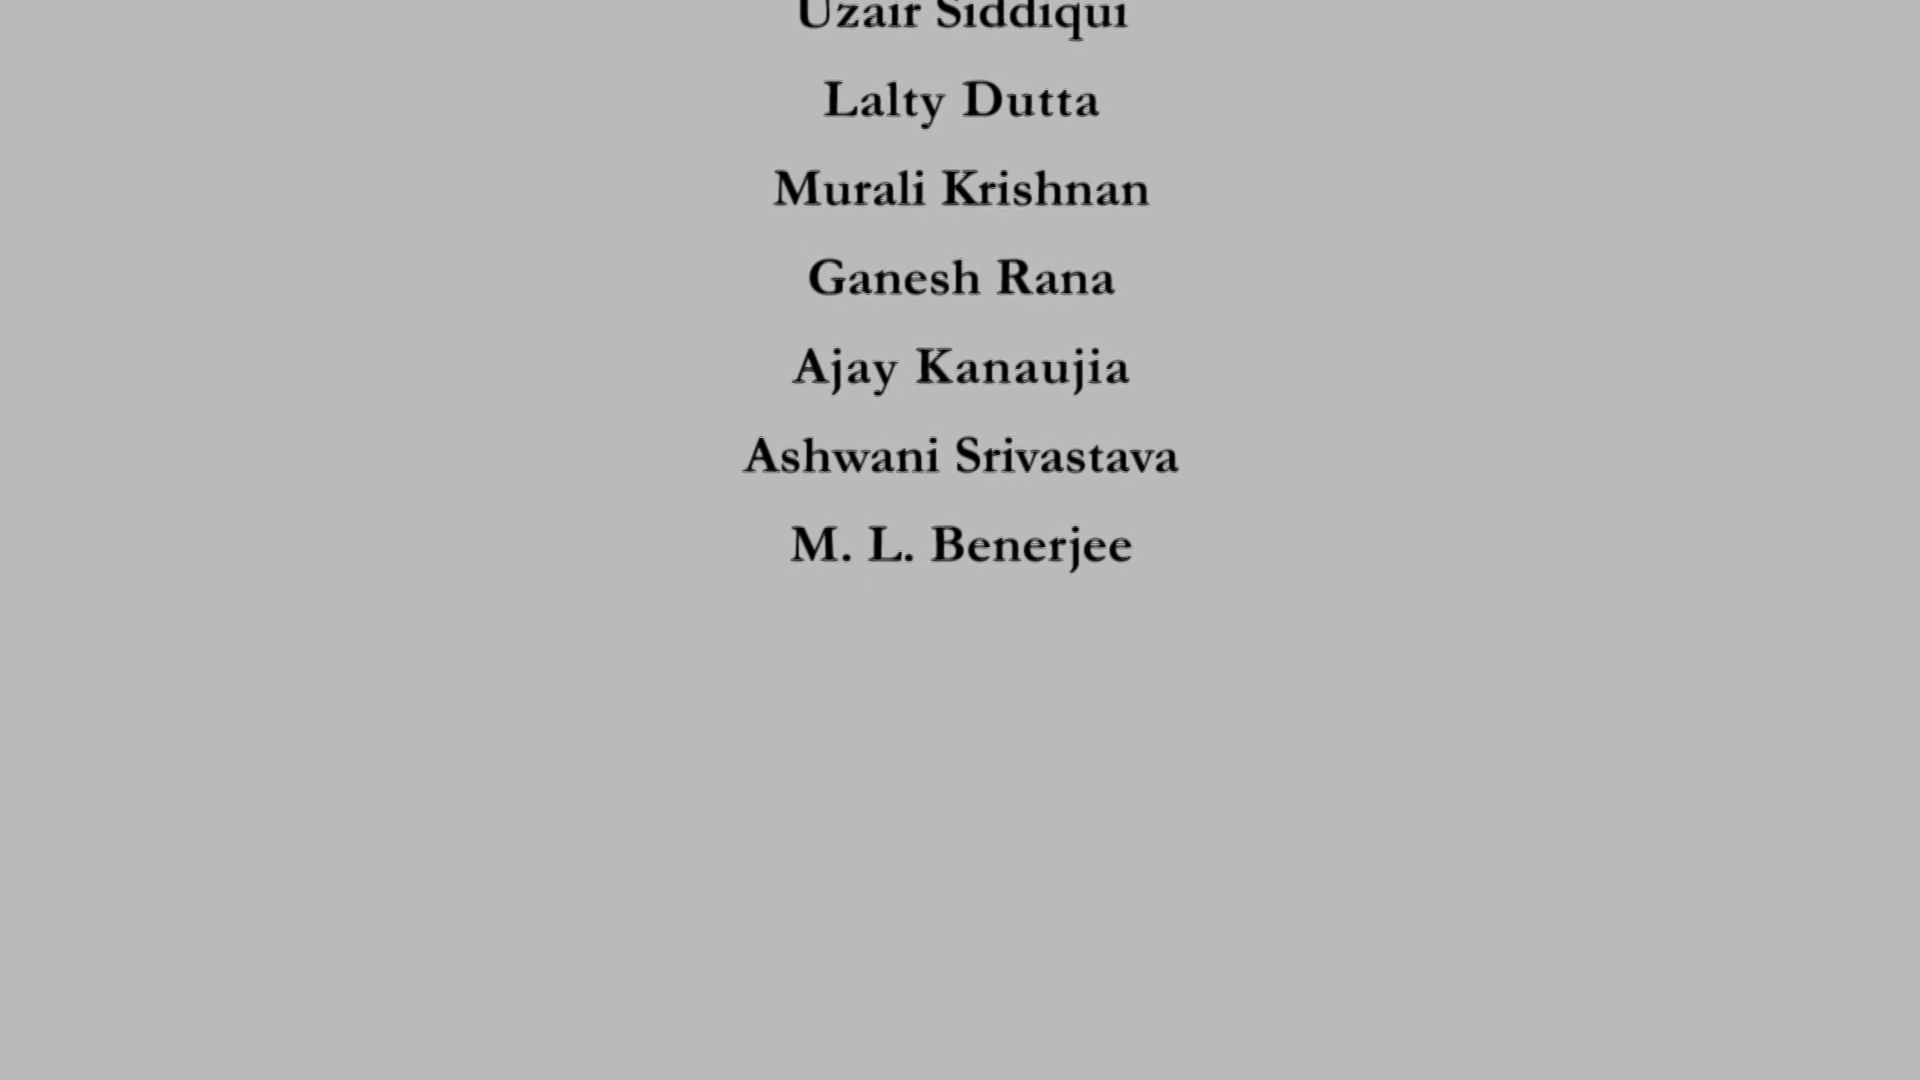 Uzair Siddiqui
Lalty Dutta
Murali Krishnan
Ganesh Rana
Ajay Kanaujia
Ashwani Srivastava
M. L. Benerjee